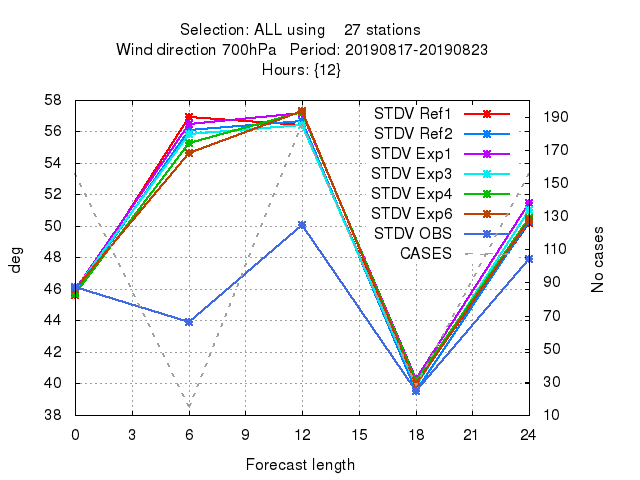 Selection: ALL using 27 stations
Wind direction 700hPa Period: 20190817-20190823
Hours: {12}
58
56
54
52
50
48
46
44
42
40
38
deg
STDV Ref1
STDV Ref2
STDV Exp1
STDV Exp3
STDV Exp4
STDV Exp6
STDV OBS
CASES
190
170
150
130
110
90
70
50
30
10
No cases
0 3 6 9 12 15 18 21 24
Forecast length